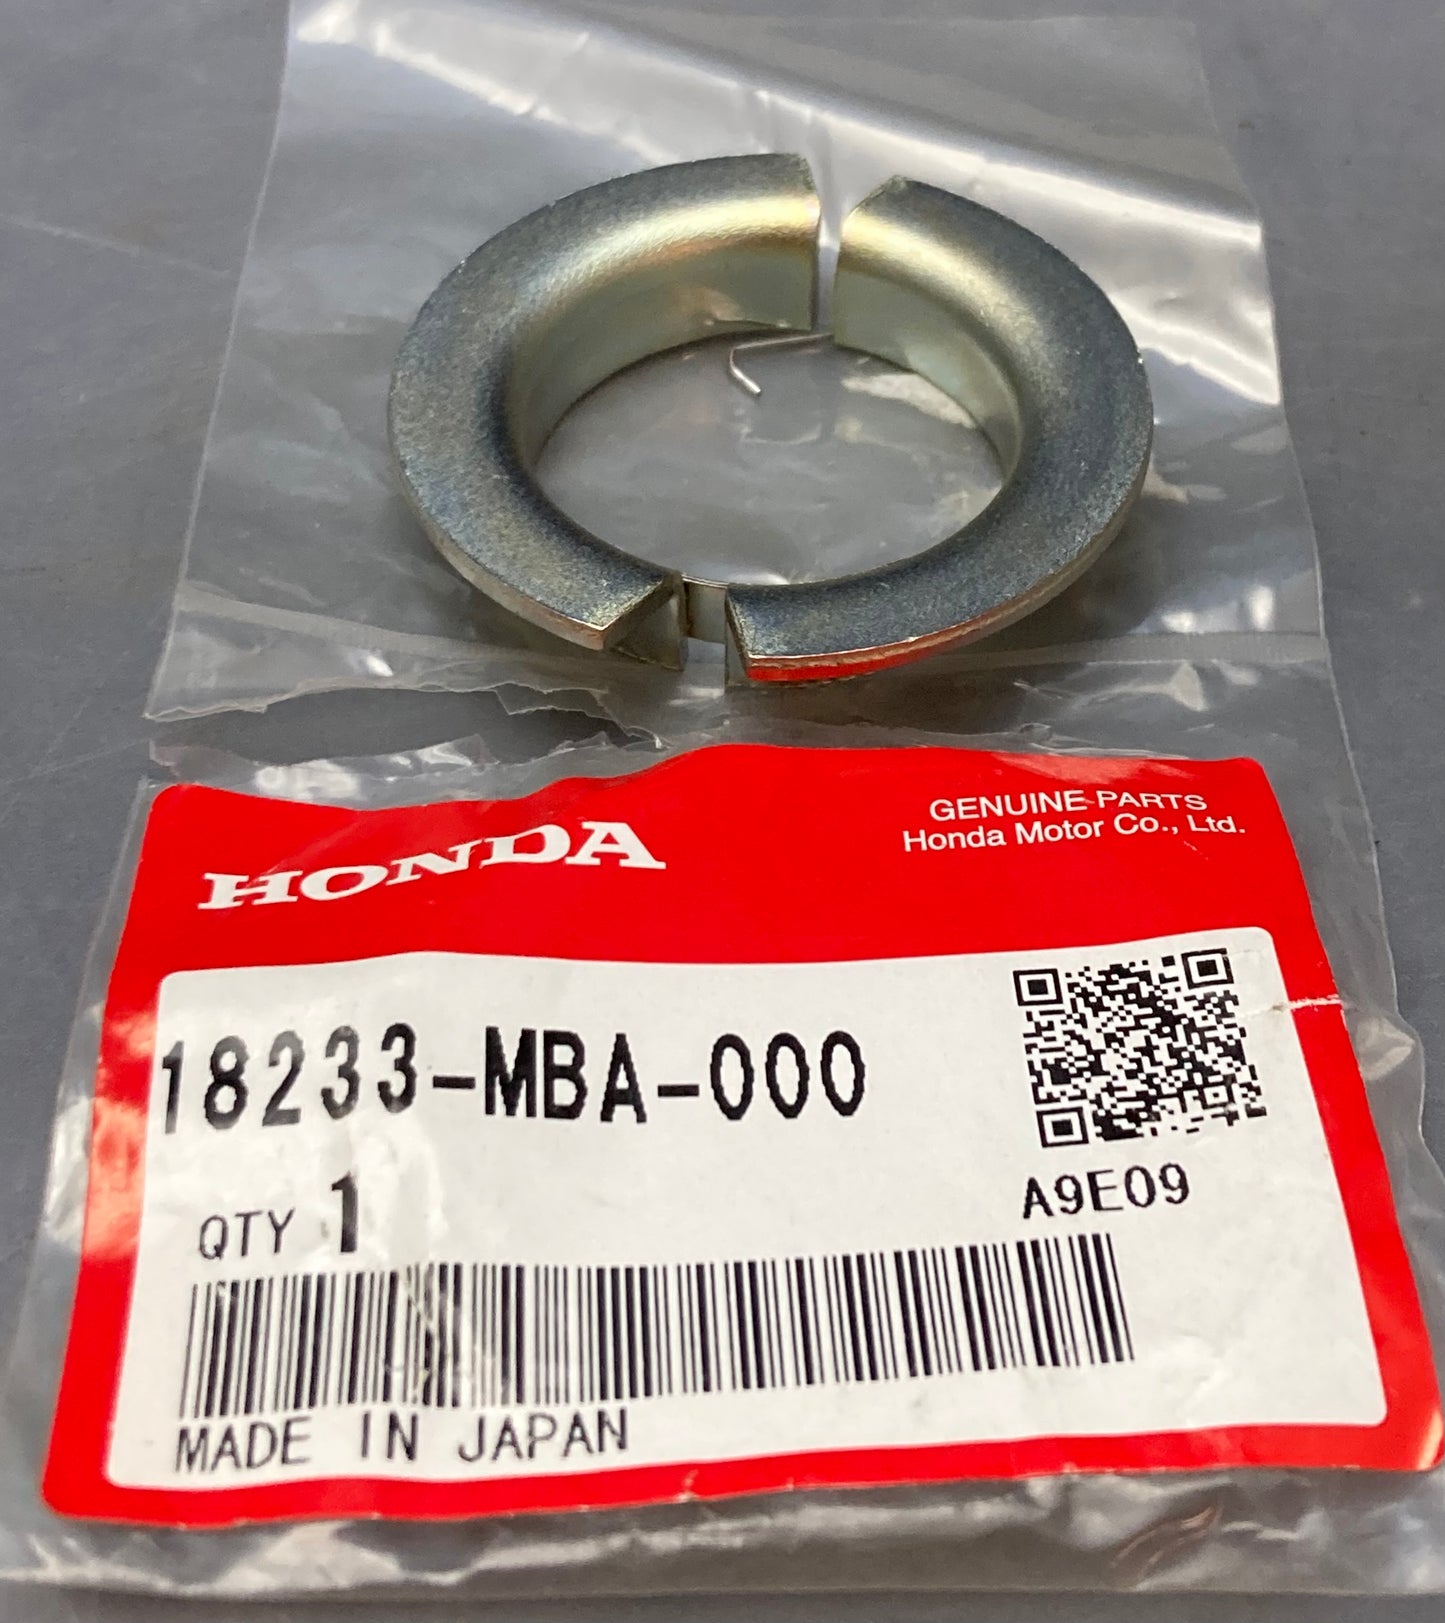 HONDA
GENUINE PARTS
Honda Motor Co., Ltd.
18233-MBA-000
QTY 1
A9E09
MADE IN JAPAN